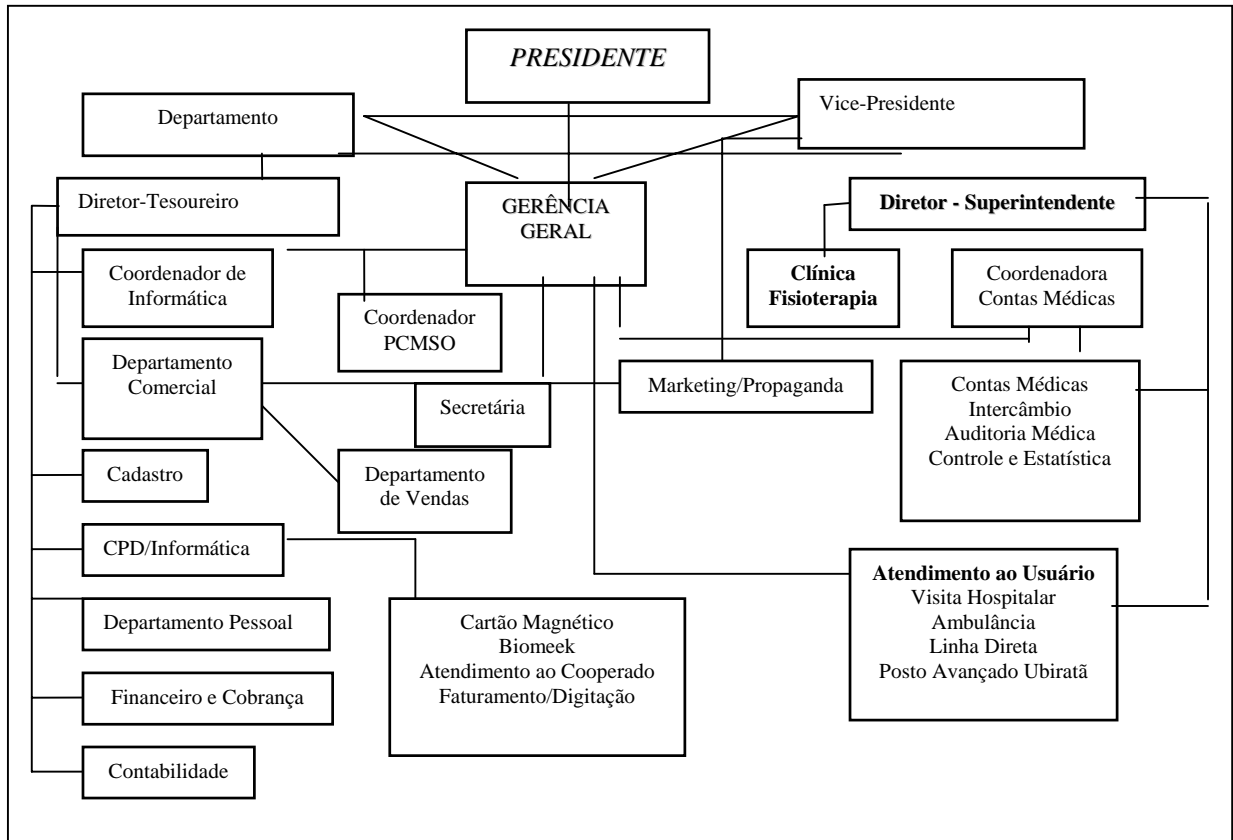 PRESIDENTE
Departamento
Vice-Presidente
Diretor-Tesoureiro
GERÊNCIA
GERAL
Diretor - Superintendente
Coordenador de
Informática
Coordenador
PCMSO
Clínica
Fisioterapia
Coordenadora
Contas Médicas
Departamento
Comercial
Secretária
Marketing/Propaganda
Contas Médicas
Intercâmbio
Auditoria Médica
Controle e Estatística
Cadastro
Departamento
de Vendas
CPD/Informática
Departamento Pessoal
Cartão Magnético
Biomeek
Atendimento ao Cooperado
Faturamento/Digitação
Atendimento ao Usuário
Visita Hospitalar
Ambulância
Linha Direta
Posto Avançado Ubiratã
Financeiro e Cobrança
Contabilidade